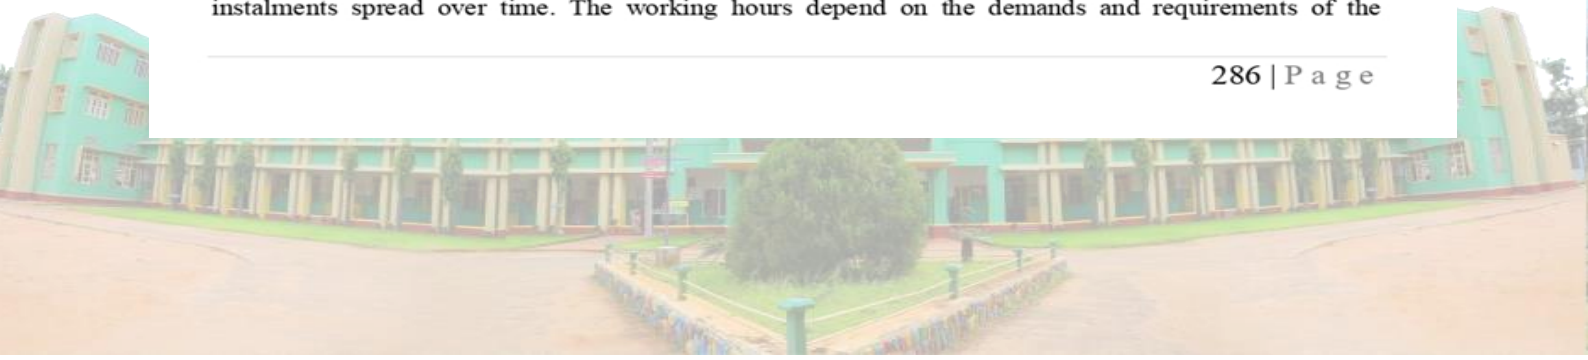 instalments spread over time. The working hours depend on the demands and requirements of the
286 | P a g e